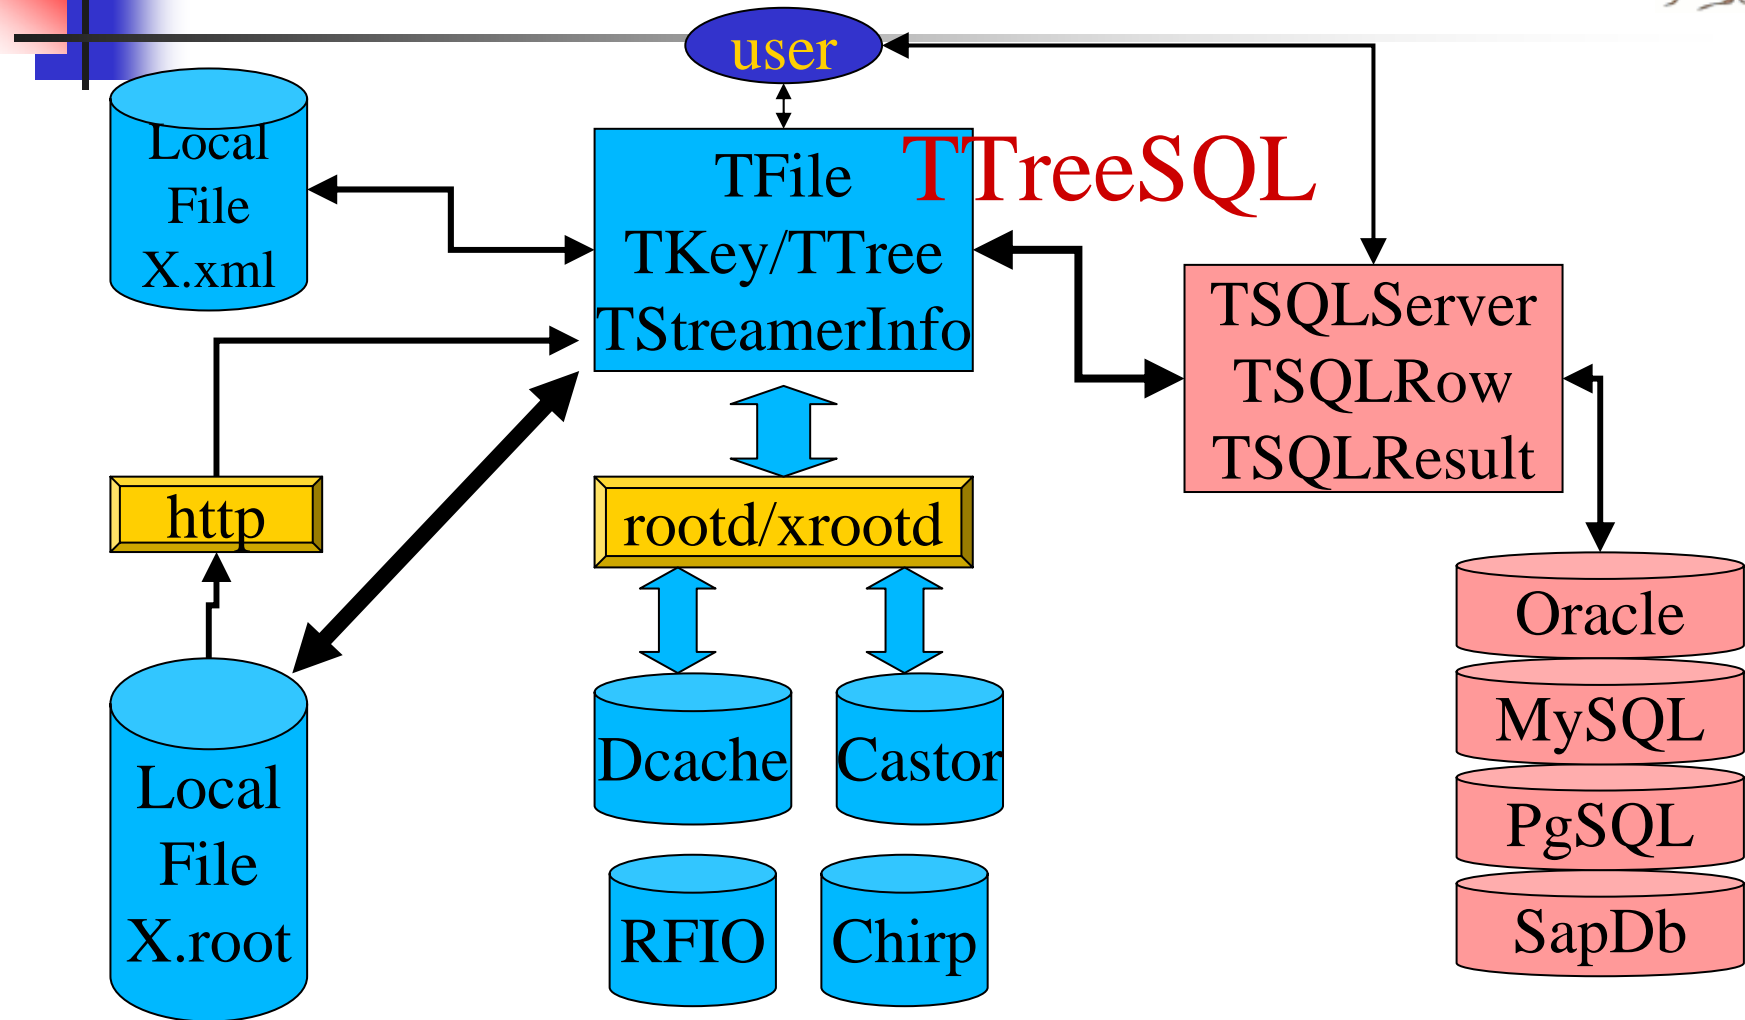 user
Local
File
X.xml
TFile
TKey/TTree
TStreamerInfo
TTreeSQL
TSQLServer
TSQLRow
TSQLResult
http
rootd/xrootd
Local
File
X.root
Dcache
Castor
RFIO
Chirp
Oracle
MySQL
PgSQL
SapDb